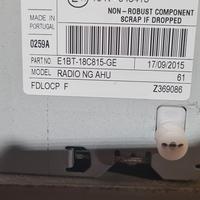 NON - ROBUST COMPONENT
SCRAP IF DROPPED
MADE IN
PORTUGAL
0259A
PART NO E1BT-18C815-GE 17/09/2015
MODEL RADIO NG AHU 61
FDLOCP F Z369086